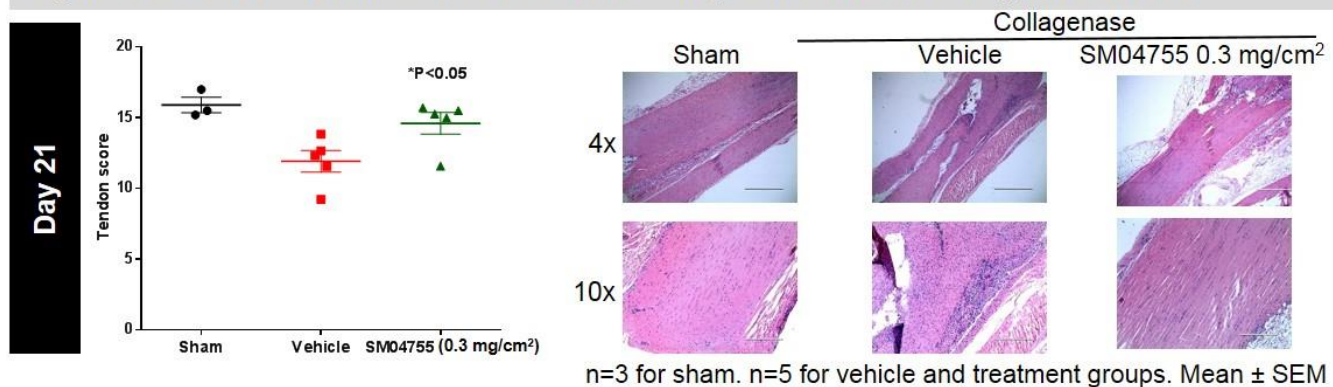 Day 21
Tendon score
20
15
10
5
0
*P<0.05
Sham
Vehicle
SM04755 (0.3 mg/cm²)
Collagenase
Sham
Vehicle
SM04755 0.3 mg/cm²
4x
10x
n=3 for sham. n=5 for vehicle and treatment groups. Mean ± SEM